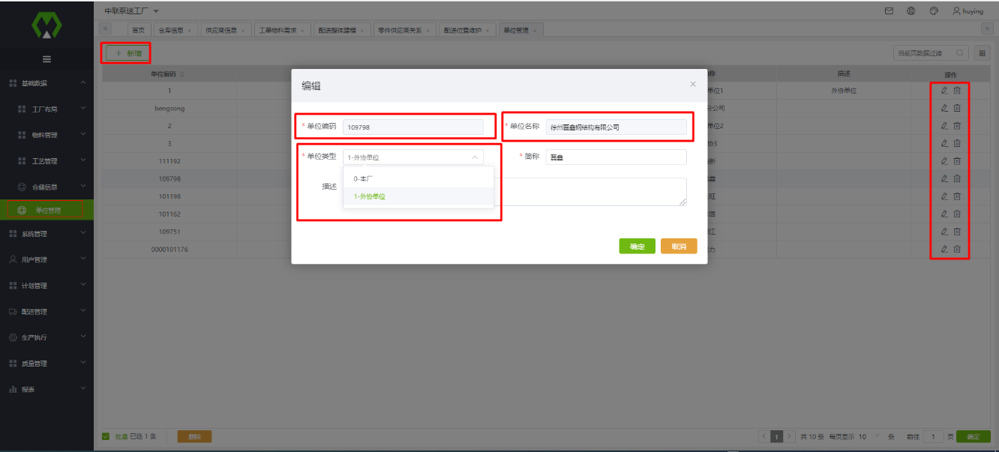 中联泵送工厂
huying
首页 仓库信息 供应商信息 工单物料需求 配送整体建模 零件供应商关系 配送位置维护 单位管理
+ 新增
当前页数据过滤
单位编码 描述 操作
1 单位1 外协单位
bengsong 分公司
2 单位2
3 协3
111192
109798
101198
101162
109751
0000101176
基础数据
工厂布局
物料管理
工艺管理
仓储信息
单位管理
系统管理
用户管理
计划管理
配送管理
生产执行
质量管理
报表
编辑
* 单位编码 109798
* 单位名称 徐州磊鑫钢结构有限公司
* 单位类型 1-外协单位
* 简称 磊鑫
0-本厂
1-外协单位
描述
确定 取消
批量 已选 1 条 删除
1 共 10 条 每页显示 10 条 前往 1 页 确定